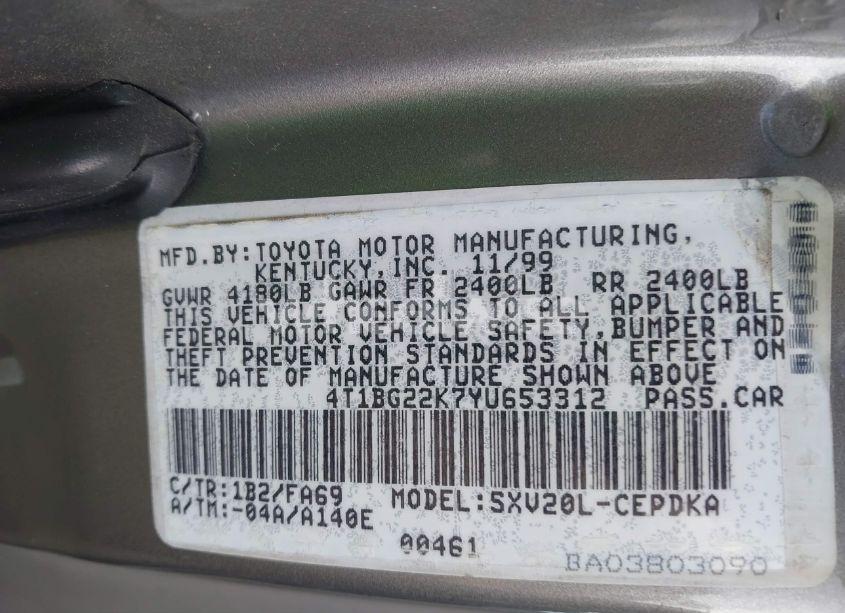 MFD.BY:TOYOTA MOTOR MANUFACTURING,
KENTUCKY,INC. 11/99
GVWR 4180LB GAWR FR 2400LB RR 2400LB
THIS VEHICLE CONFORMS TO ALL APPLICABLE
FEDERAL MOTOR VEHICLE SAFETY,BUMPER AND
THEFT PREVENTION STANDARDS IN EFFECT ON
THE DATE OF MANUFACTURE SHOWN ABOVE
4T1BG22K7YU653312 PASS.CAR
C/TR:1B2/FA69 MODEL:SXV20L-CEPDKA
A/TM:-04A/A140E
00461
BA03803090